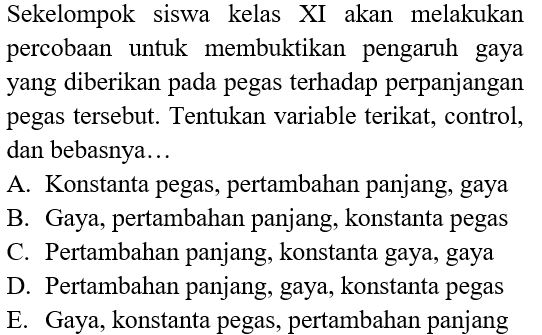 Sekelompok siswa kelas XI akan melakukan
percobaan untuk membuktikan pengaruh gaya
yang diberikan pada pegas terhadap perpanjangan
pegas tersebut. Tentukan variable terikat, control,
dan bebasnya…
A. Konstanta pegas, pertambahan panjang, gaya
B. Gaya, pertambahan panjang, konstanta pegas
C. Pertambahan panjang, konstanta gaya, gaya
D. Pertambahan panjang, gaya, konstanta pegas
E. Gaya, konstanta pegas, pertambahan panjang